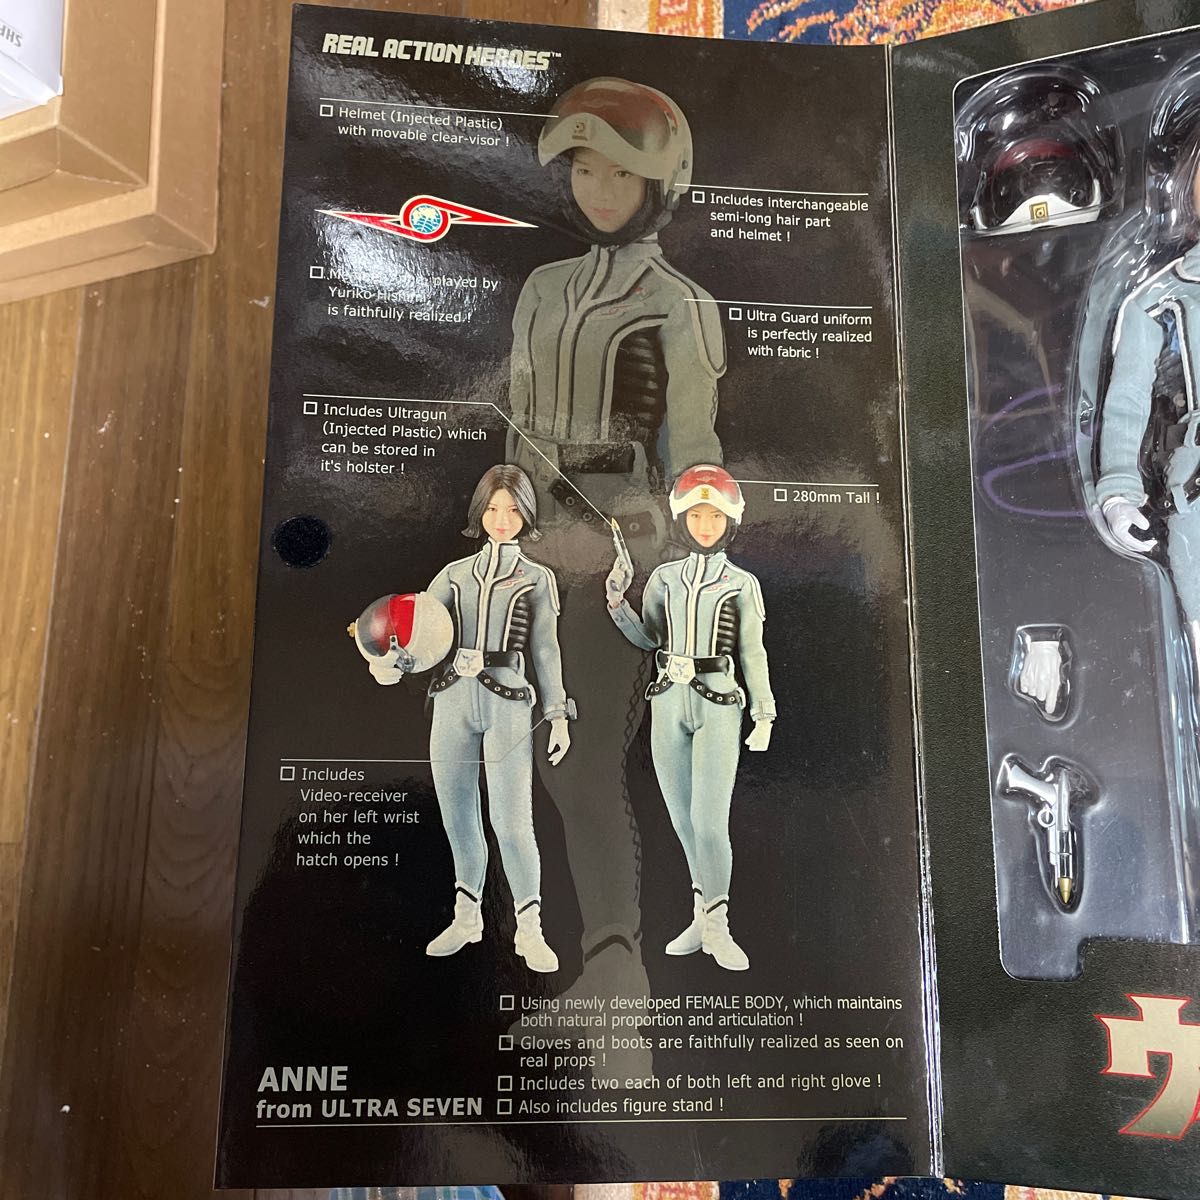 REAL ACTION HEROES™
Helmet (Injected Plastic)
with movable clear-visor !
Includes interchangeable
semi-long hair part
and helmet !
played by
Yuriko
is faithfully realized !
Ultra Guard uniform
is perfectly realized
with fabric !
Includes Ultragun
(Injected Plastic) which
can be stored in
it's holster !
280mm Tall !
Includes
Video-receiver
on her left wrist
which the
hatch opens !
Using newly developed FEMALE BODY, which maintains
both natural proportion and articulation !
Gloves and boots are faithfully realized as seen on
real props !
Includes two each of both left and right glove !
Also includes figure stand !
ANNE
from ULTRA SEVEN
ウ